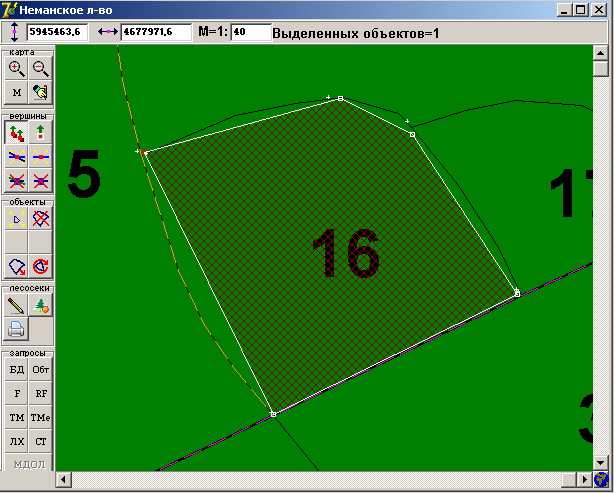 Неманское л-во
5945463,6 4677971,6 М=1: 40 Выделенных объектов=1
карта
М
вершины
объекты
лесосеки
запросы
БД Обт
F RF
ТМ ТМе
ЛХ СТ
МДОЛ
5
16
17
3